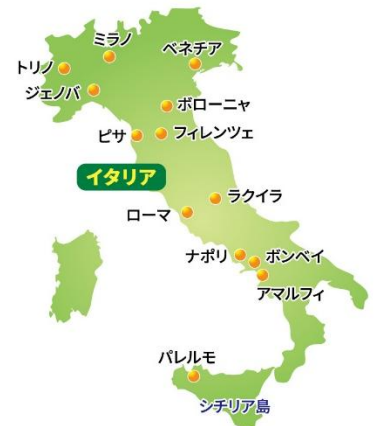 ミラノ
ベネチア
トリノ
ジェノバ
ボローニャ
ピサ
フィレンツェ
イタリア
ラクイラ
ローマ
ナポリ
ボンベイ
アマルフィ
パレルモ
シチリア島